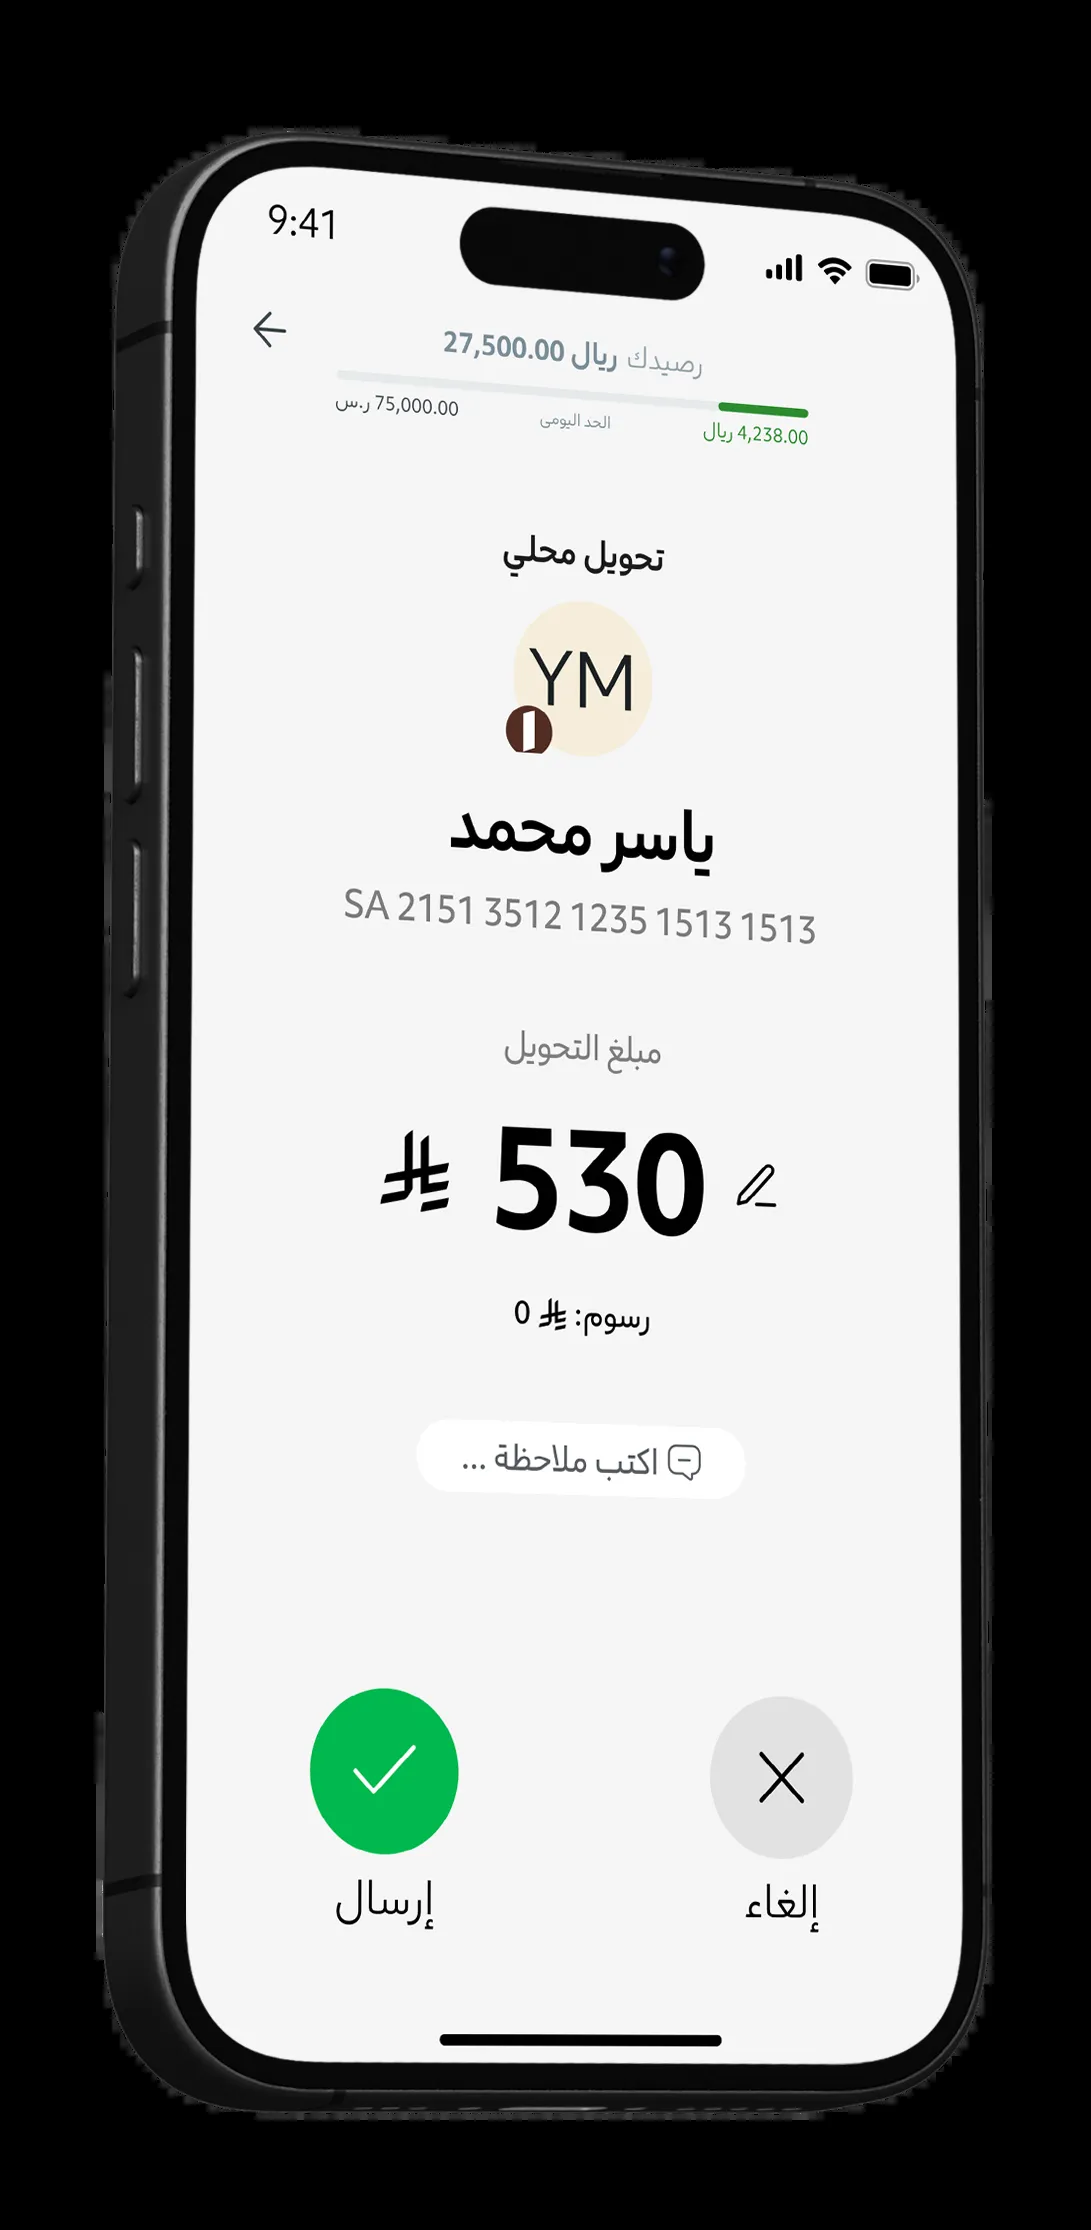 9:41
رصيدك ريال 27,500.00
4,238.00 ريال
الحد اليومى
75,000.00 ر.س
تحويل محلي
YM
ياسر محمد
SA 2151 3512 1235 1513 1513
مبلغ التحويل
530
رسوم: 0
اكتب ملاحظة ...
إلغاء
إرسال